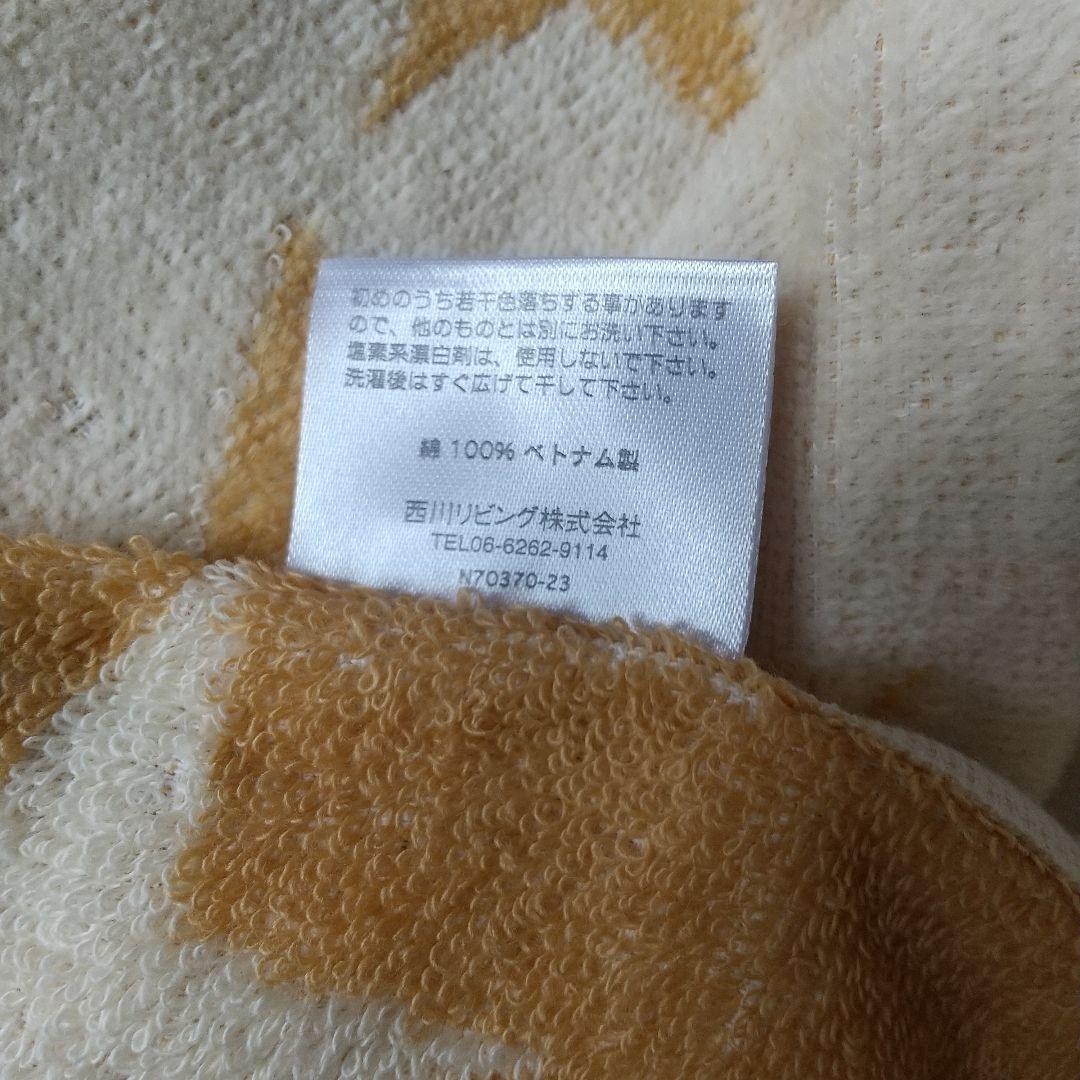 初めのうち若干色落ちする事があります
ので、他のものとは別にお洗い下さい。
塩素系漂白剤は、使用しないで下さい。
洗濯後はすぐ広げて干して下さい。
綿 100% ベトナム製
西川リビング株式会社
TEL06-6262-9114
N70370-23